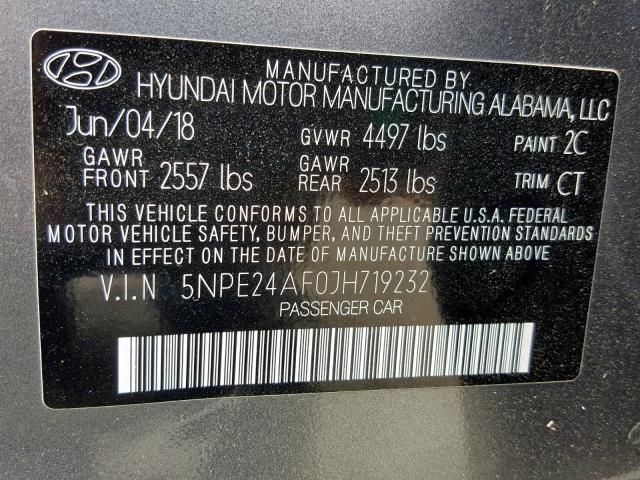 MANUFACTURED BY
HYUNDAI MOTOR MANUFACTURING ALABAMA, LLC
Jun/04/18 GVWR 4497 lbs PAINT 2C
GAWR FRONT 2557 lbs GAWR REAR 2513 lbs TRIM CT
THIS VEHICLE CONFORMS TO ALL APPLICABLE U.S.A. FEDERAL
MOTOR VEHICLE SAFETY, BUMPER, AND THEFT PREVENTION STANDARDS
IN EFFECT ON THE DATE OF MANUFACTURE SHOWN ABOVE.
V.I.N 5NPE24AF0JH719232
PASSENGER CAR